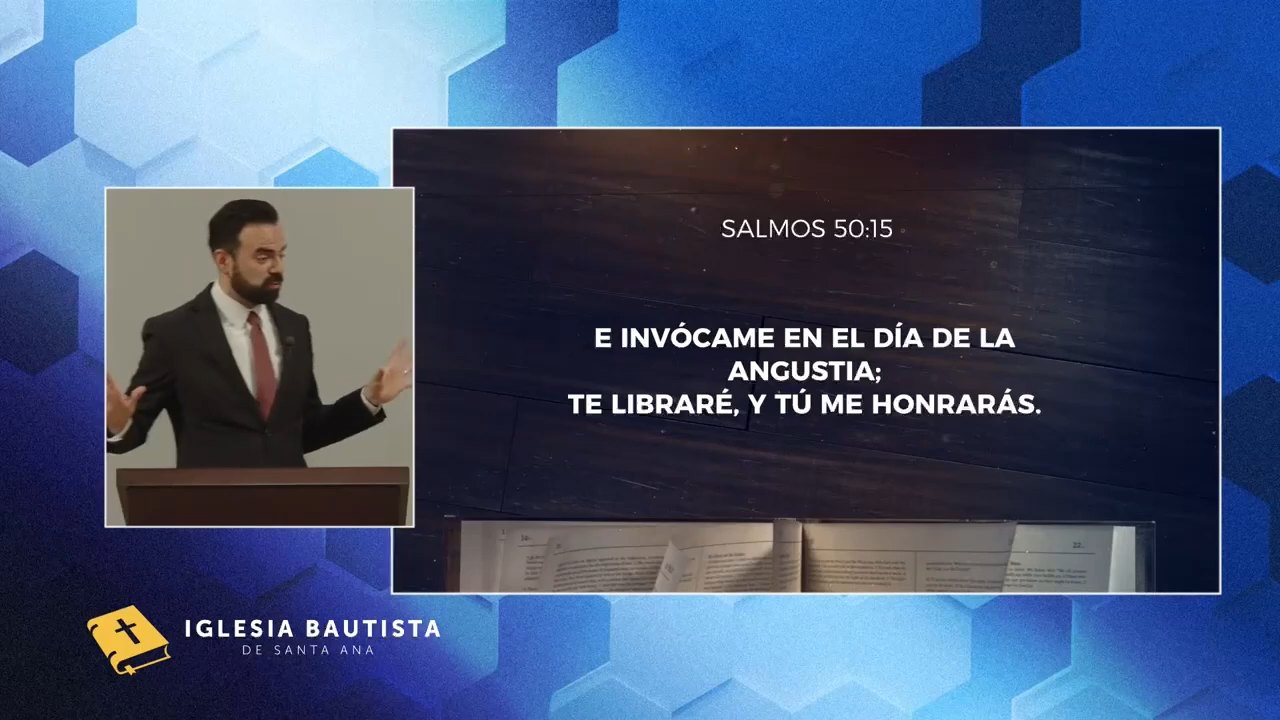 SALMOS 50:15
E INVÓCAME EN EL DÍA DE LA
ANGUSTIA;
TE LIBRARÉ, Y TÚ ME HONRARÁS.
IGLESIA BAUTISTA
DE SANTA ANA